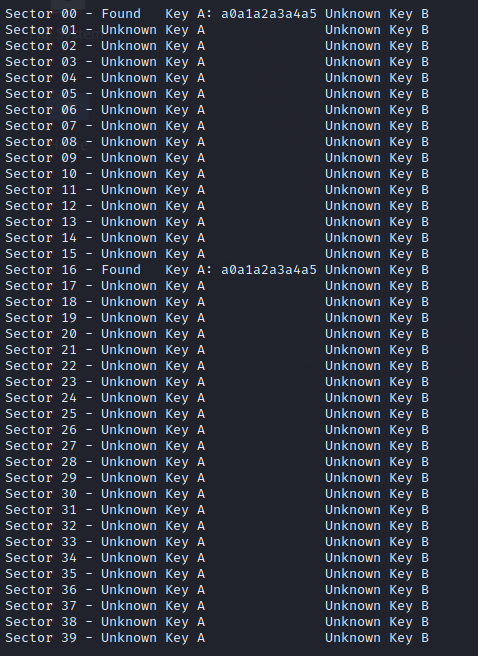 Sector 00 - Found   Key A: a0a1a2a3a4a5 Unknown Key B
Sector 01 - Unknown Key A               Unknown Key B
Sector 02 - Unknown Key A               Unknown Key B
Sector 03 - Unknown Key A               Unknown Key B
Sector 04 - Unknown Key A               Unknown Key B
Sector 05 - Unknown Key A               Unknown Key B
Sector 06 - Unknown Key A               Unknown Key B
Sector 07 - Unknown Key A               Unknown Key B
Sector 08 - Unknown Key A               Unknown Key B
Sector 09 - Unknown Key A               Unknown Key B
Sector 10 - Unknown Key A               Unknown Key B
Sector 11 - Unknown Key A               Unknown Key B
Sector 12 - Unknown Key A               Unknown Key B
Sector 13 - Unknown Key A               Unknown Key B
Sector 14 - Unknown Key A               Unknown Key B
Sector 15 - Unknown Key A               Unknown Key B
Sector 16 - Found   Key A: a0a1a2a3a4a5 Unknown Key B
Sector 17 - Unknown Key A               Unknown Key B
Sector 18 - Unknown Key A               Unknown Key B
Sector 19 - Unknown Key A               Unknown Key B
Sector 20 - Unknown Key A               Unknown Key B
Sector 21 - Unknown Key A               Unknown Key B
Sector 22 - Unknown Key A               Unknown Key B
Sector 23 - Unknown Key A               Unknown Key B
Sector 24 - Unknown Key A               Unknown Key B
Sector 25 - Unknown Key A               Unknown Key B
Sector 26 - Unknown Key A               Unknown Key B
Sector 27 - Unknown Key A               Unknown Key B
Sector 28 - Unknown Key A               Unknown Key B
Sector 29 - Unknown Key A               Unknown Key B
Sector 30 - Unknown Key A               Unknown Key B
Sector 31 - Unknown Key A               Unknown Key B
Sector 32 - Unknown Key A               Unknown Key B
Sector 33 - Unknown Key A               Unknown Key B
Sector 34 - Unknown Key A               Unknown Key B
Sector 35 - Unknown Key A               Unknown Key B
Sector 36 - Unknown Key A               Unknown Key B
Sector 37 - Unknown Key A               Unknown Key B
Sector 38 - Unknown Key A               Unknown Key B
Sector 39 - Unknown Key A               Unknown Key B